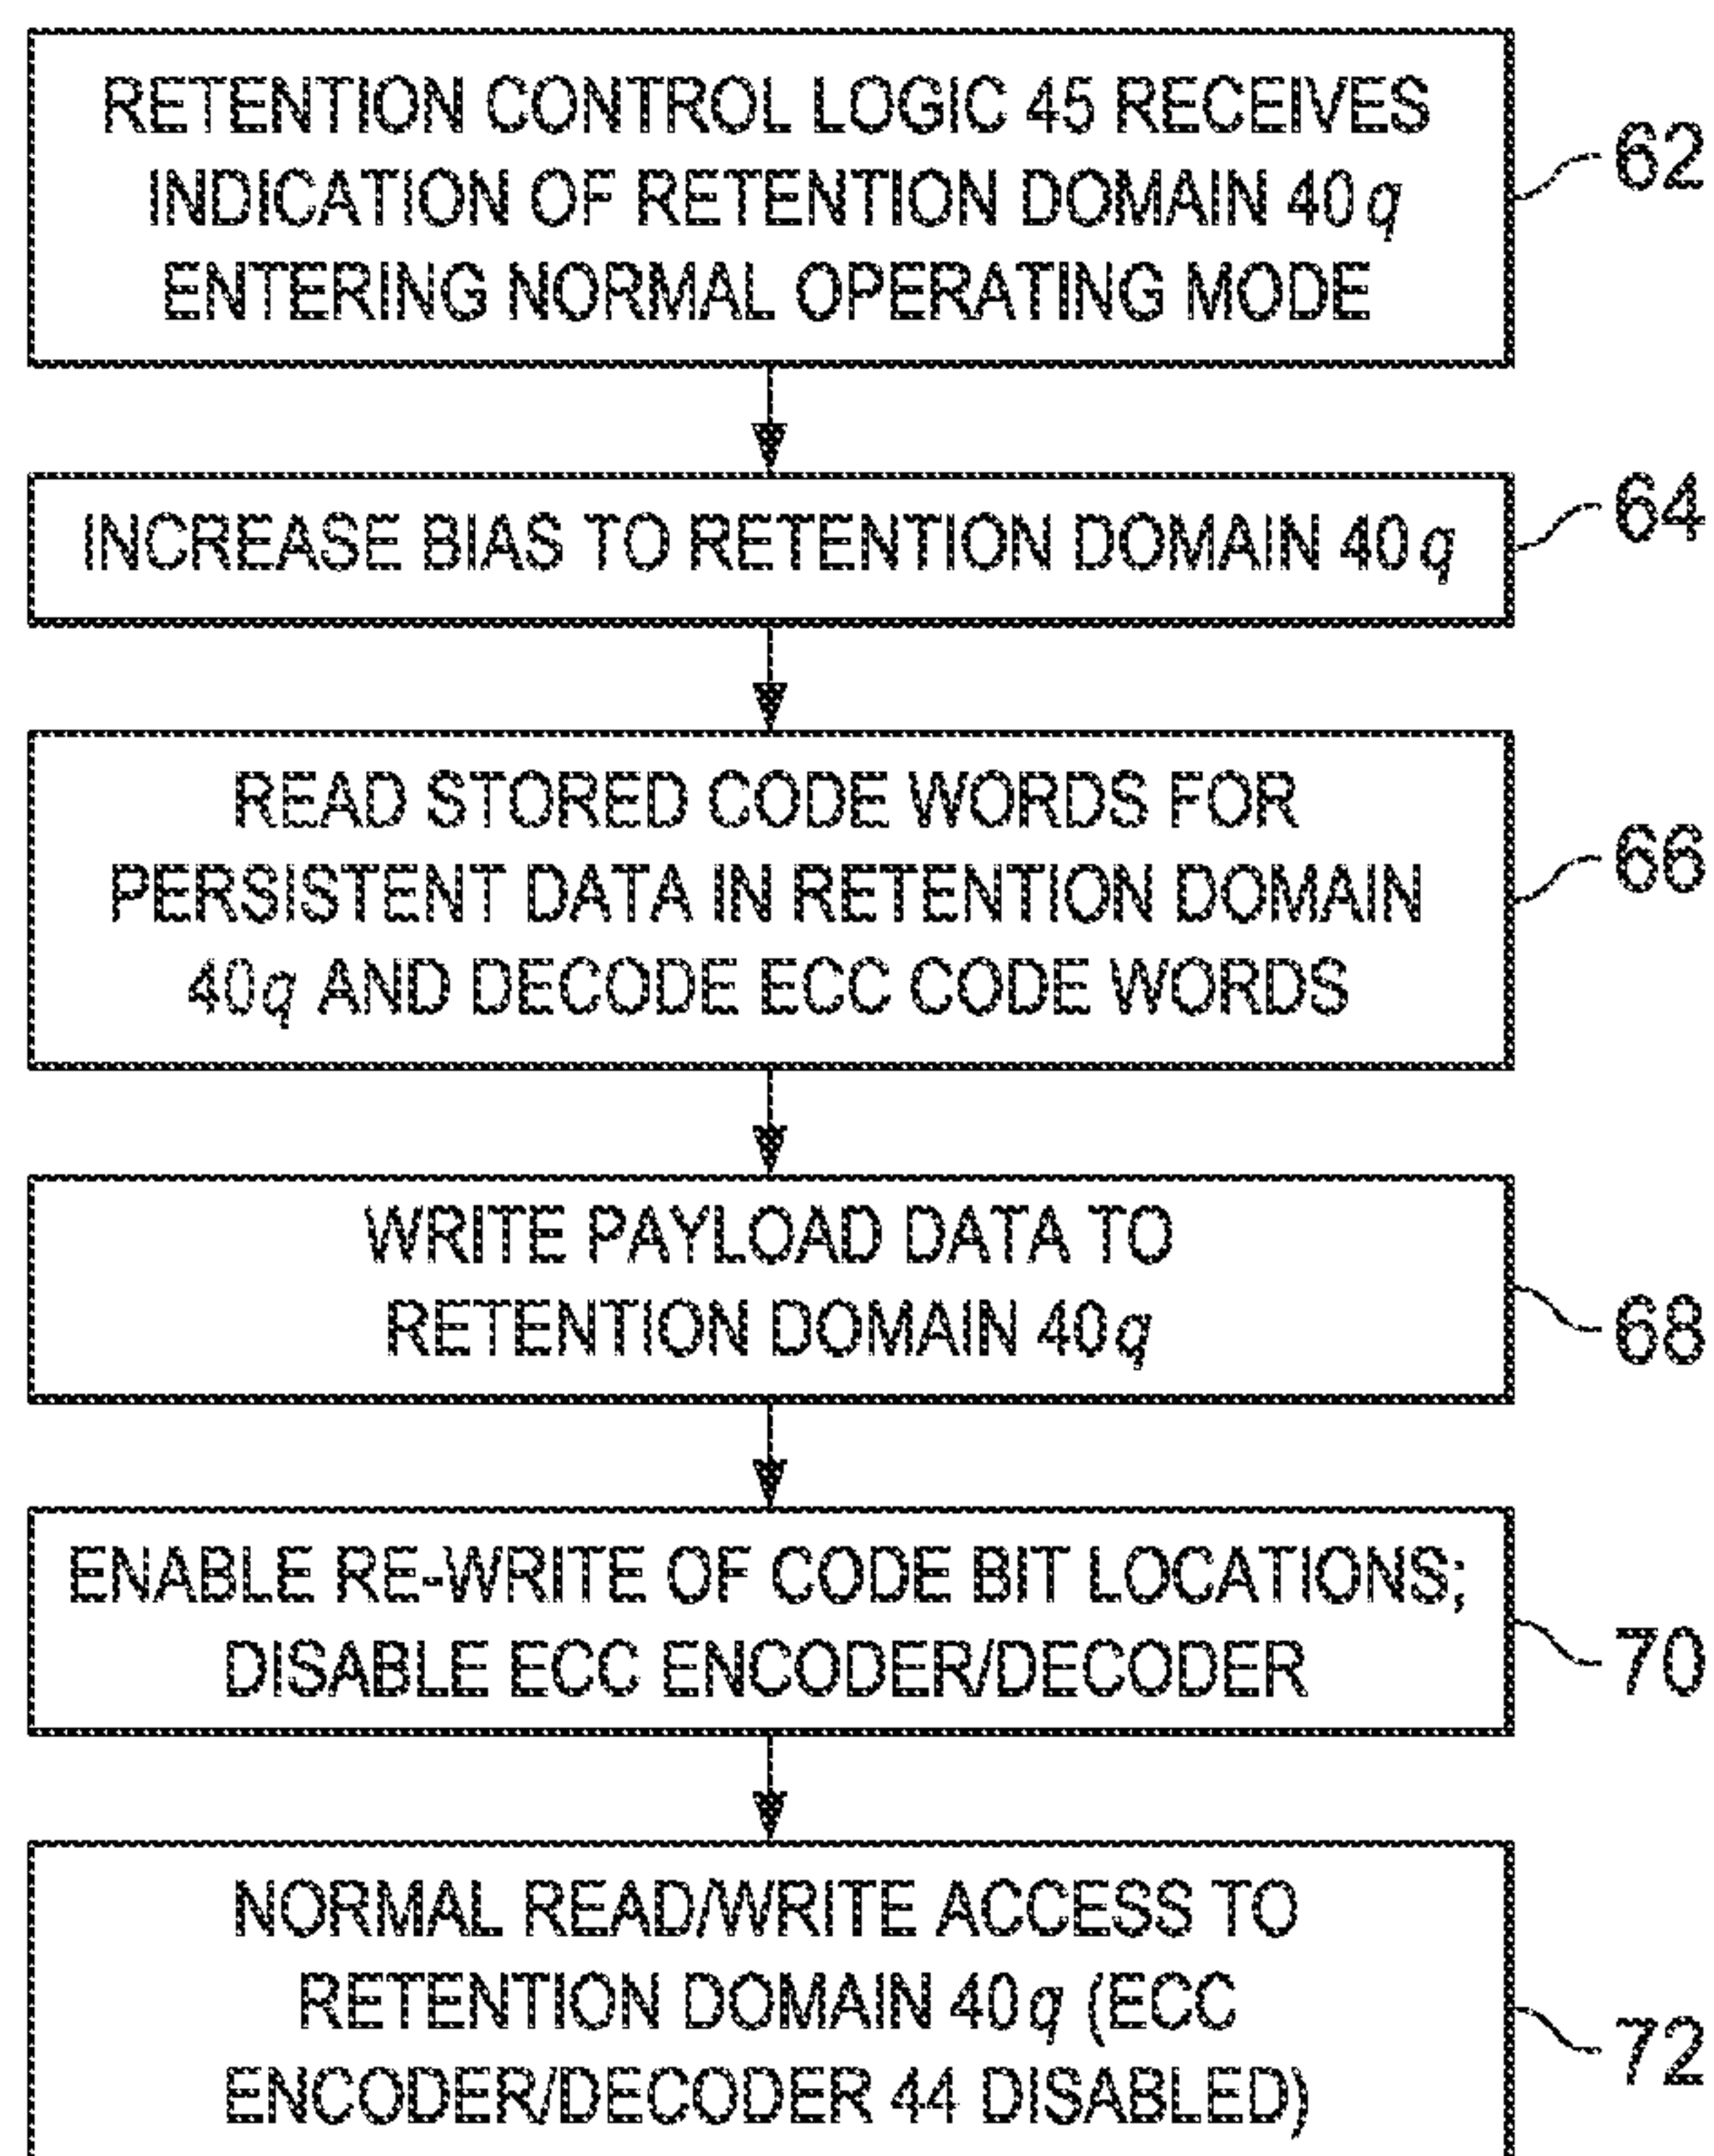 RETENTION CONTROL LOGIC 45 RECEIVES
INDICATION OF RETENTION DOMAIN 40q
ENTERING NORMAL OPERATING MODE
62
INCREASE BIAS TO RETENTION DOMAIN 40q
64
READ STORED CODE WORDS FOR
PERSISTENT DATA IN RETENTION DOMAIN
40q AND DECODE ECC CODE WORDS
66
WRITE PAYLOAD DATA TO
RETENTION DOMAIN 40q
68
ENABLE RE-WRITE OF CODE BIT LOCATIONS;
DISABLE ECC ENCODER/DECODER
70
NORMAL READ/WRITE ACCESS TO
RETENTION DOMAIN 40q (ECC
ENCODER/DECODER 44 DISABLED)
72